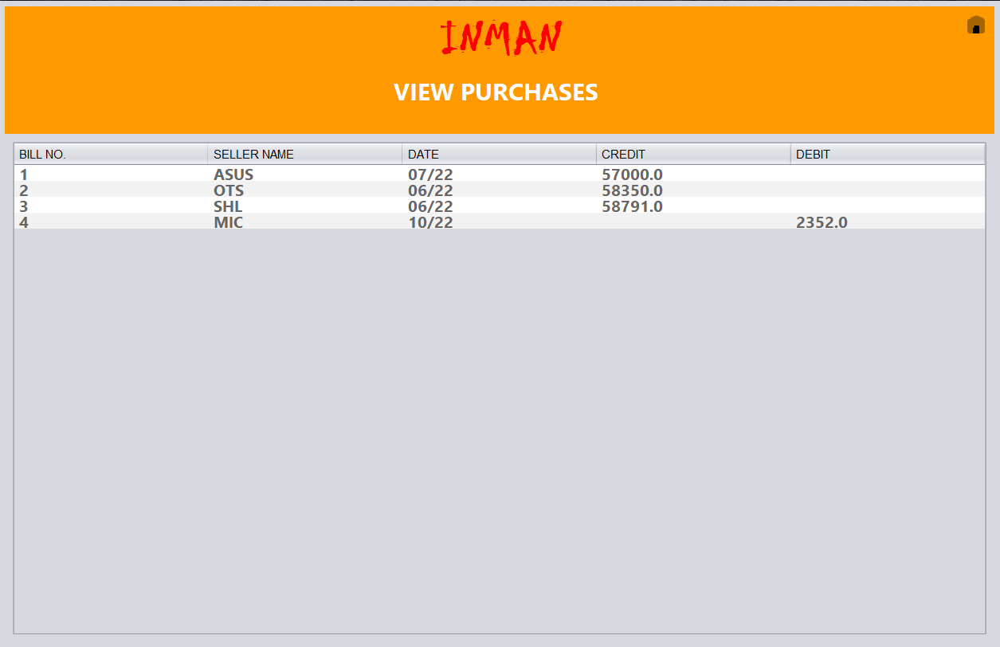 INMAN
VIEW PURCHASES
BILL NO. SELLER NAME DATE CREDIT DEBIT
1 ASUS 07/22 57000.0
2 OTS 06/22 58350.0
3 SHL 06/22 58791.0
4 MIC 10/22 2352.0